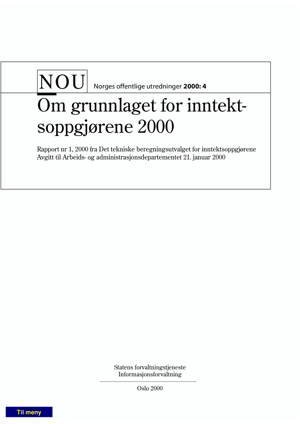 NOU
Norges offentlige utredninger 2000: 4
Om grunnlaget for inntekt-
soppgjørene 2000
Rapport nr 1, 2000 fra Det tekniske beregningsutvalget for inntektsoppgjørene
Avgitt til Arbeids- og administrasjonsdepartementet 21. januar 2000
Statens forvaltningstjeneste
Informasjonsforvaltning
Oslo 2000
Til meny